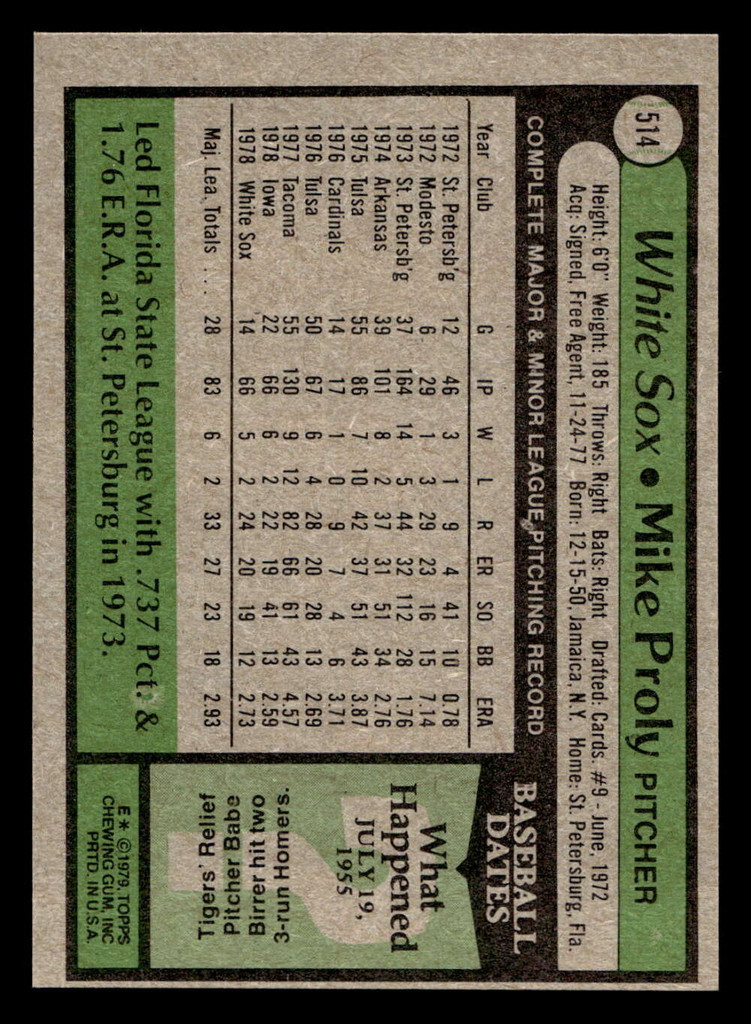 514
White Sox • Mike Proly PITCHER
Height: 6'0" Weight: 185 Throws: Right Bats: Right Drafted: Cards. #9 - June, 1972
Acq: Signed, Free Agent, 11-24-77 Born: 12-15-50, Jamaica, N.Y. Home: St. Petersburg, Fla.
COMPLETE MAJOR & MINOR LEAGUE PITCHING RECORD
Year Club G IP W L R ER SO BB ERA
1972 St. Petersb'g 12 46 3 1 9 4 41 10 0.78
1972 Modesto 6 29 1 3 29 23 16 15 7.14
1973 St. Petersb'g 37 164 14 5 44 32 112 28 1.76
1974 Arkansas 39 101 8 2 37 31 51 34 2.76
1975 Tulsa 55 86 7 10 42 37 51 43 3.87
1976 Cardinals 14 17 1 0 9 7 4 6 3.71
1976 Tulsa 50 67 6 4 28 20 28 13 2.69
1977 Tacoma 55 130 9 12 82 66 61 43 4.57
1978 Iowa 22 66 6 2 22 19 41 13 2.59
1978 White Sox 14 66 5 2 24 20 19 12 2.73
Maj. Lea. Totals .... 28 83 6 2 33 27 23 18 2.93
Led Florida State League with .737 Pct. &
1.76 E.R.A. at St. Petersburg in 1973.
BASEBALL
DATES
What
Happened
JULY 19,
1955
Tigers' Relief
Pitcher Babe
Birrer hit two
3-run Homers.
E* ©1979, TOPPS
CHEWING GUM, INC
PRTD. IN U.S.A.